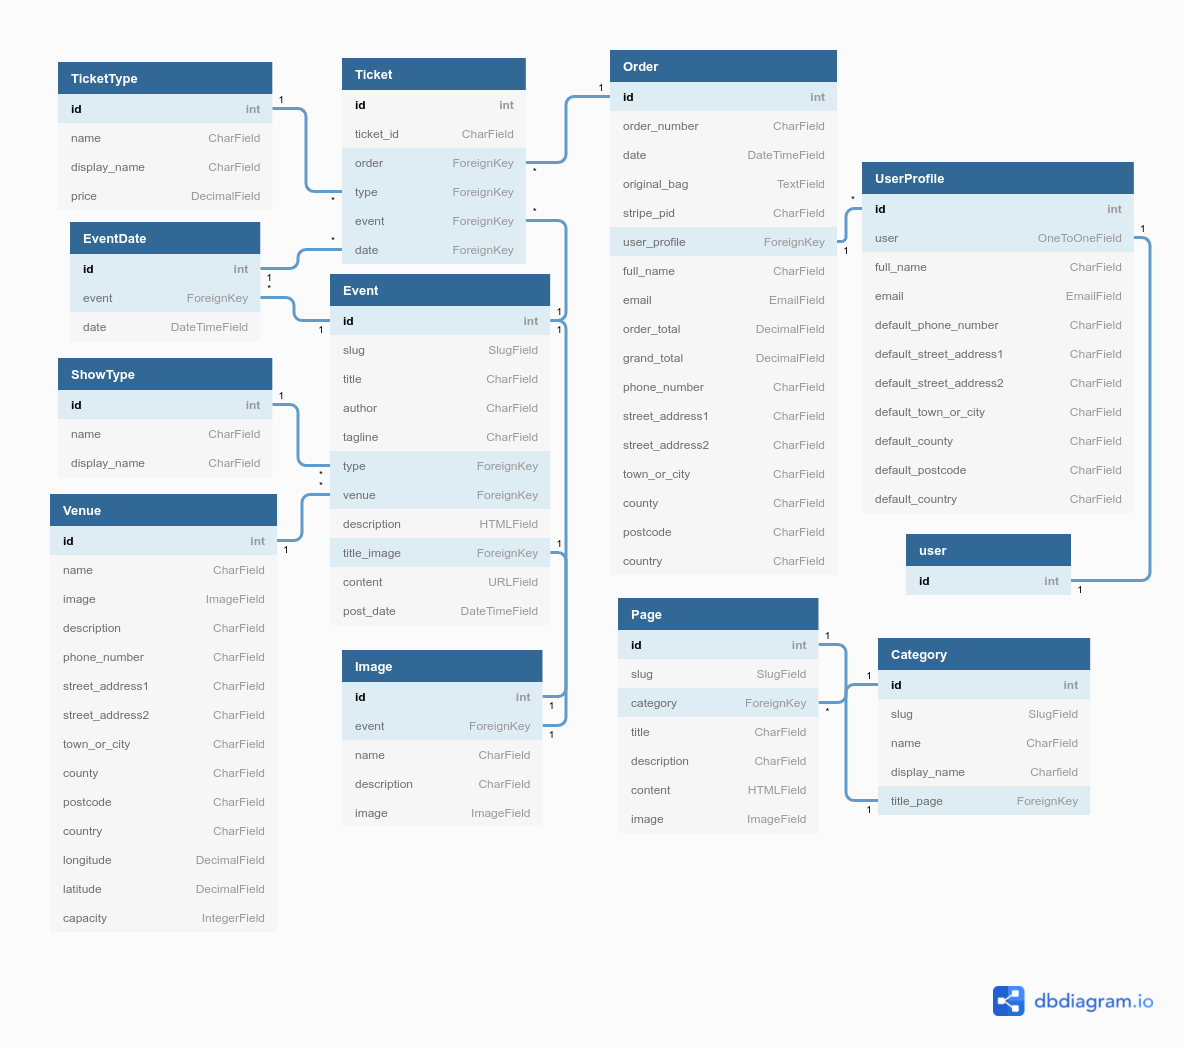 TicketType
id int
name CharField
display_name CharField
price DecimalField
1
*
EventDate
id int
event ForeignKey
date DateTimeField
*
1
*
1
ShowType
id int
name CharField
display_name CharField
1
*
Venue
id int
name CharField
image ImageField
description CharField
phone_number CharField
street_address1 CharField
street_address2 CharField
town_or_city CharField
county CharField
postcode CharField
country CharField
longitude DecimalField
latitude DecimalField
capacity IntegerField
*
1
Ticket
id int
ticket_id CharField
order ForeignKey
type ForeignKey
event ForeignKey
date ForeignKey
1
*
*
Event
id int
slug SlugField
title CharField
author CharField
tagline CharField
type ForeignKey
venue ForeignKey
description HTMLField
title_image ForeignKey
content URLField
post_date DateTimeField
1
1
1
Image
id int
event ForeignKey
name CharField
description CharField
image ImageField
1
1
Order
id int
order_number CharField
date DateTimeField
original_bag TextField
stripe_pid CharField
user_profile ForeignKey
full_name CharField
email EmailField
order_total DecimalField
grand_total DecimalField
phone_number CharField
street_address1 CharField
street_address2 CharField
town_or_city CharField
county CharField
postcode CharField
country CharField
*
1
UserProfile
id int
user OneToOneField
full_name CharField
email EmailField
default_phone_number CharField
default_street_address1 CharField
default_street_address2 CharField
default_town_or_city CharField
default_county CharField
default_postcode CharField
default_country CharField
1
user
id int
1
Page
id int
slug SlugField
category ForeignKey
title CharField
description CharField
content HTMLField
image ImageField
1
*
Category
id int
slug SlugField
name CharField
display_name Charfield
title_page ForeignKey
1
1
dbdiagram.io